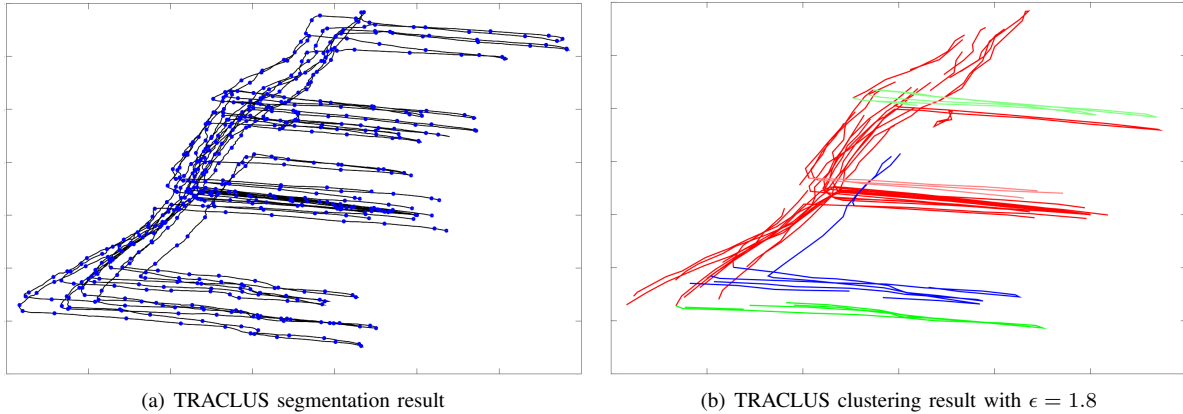 (a) TRACLUS segmentation result
(b) TRACLUS clustering result with ϵ = 1.8